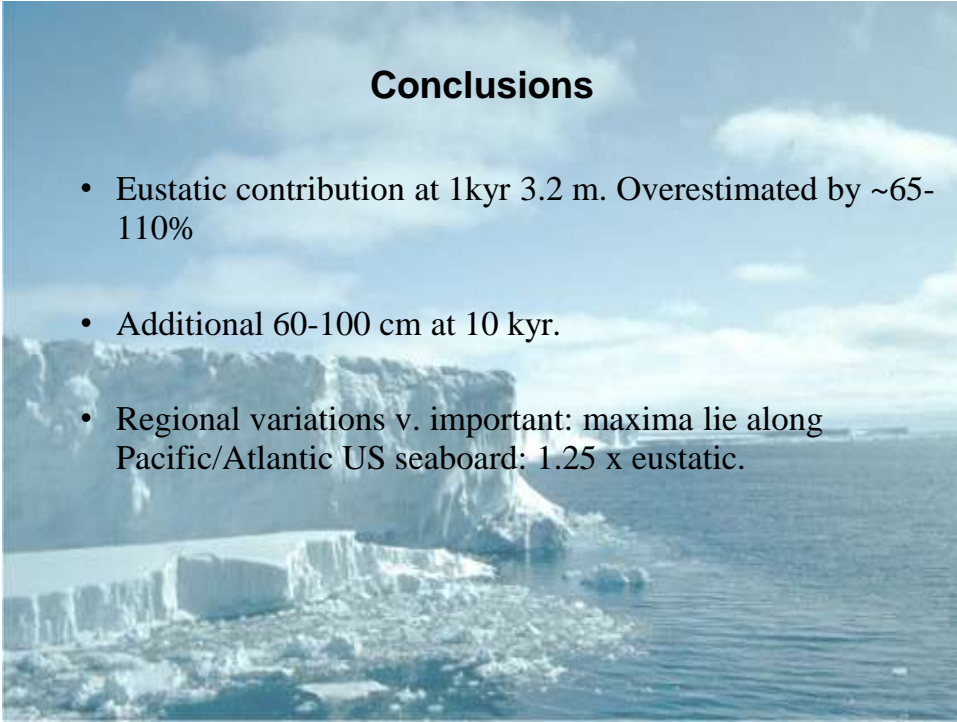 Conclusions
• Eustatic contribution at 1kyr 3.2 m. Overestimated by ~65-
110%
• Additional 60-100 cm at 10 kyr.
• Regional variations v. important: maxima lie along
Pacific/Atlantic US seaboard: 1.25 x eustatic.